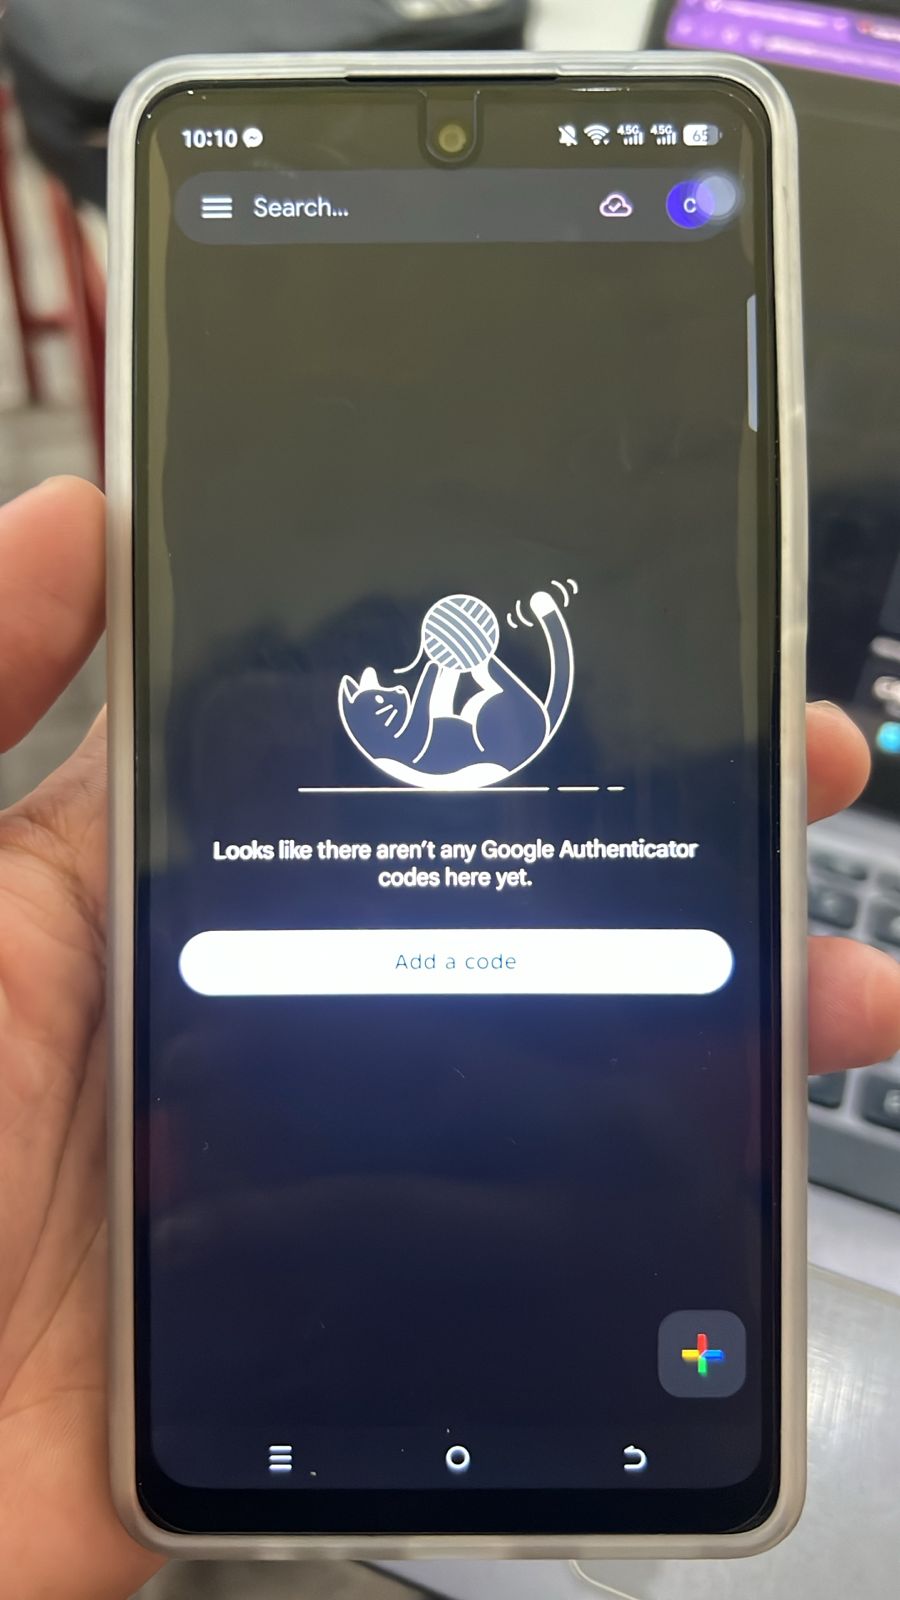 10:10
4.5G 4.5G 65
Search...
C
Looks like there aren't any Google Authenticator
codes here yet.
Add a code